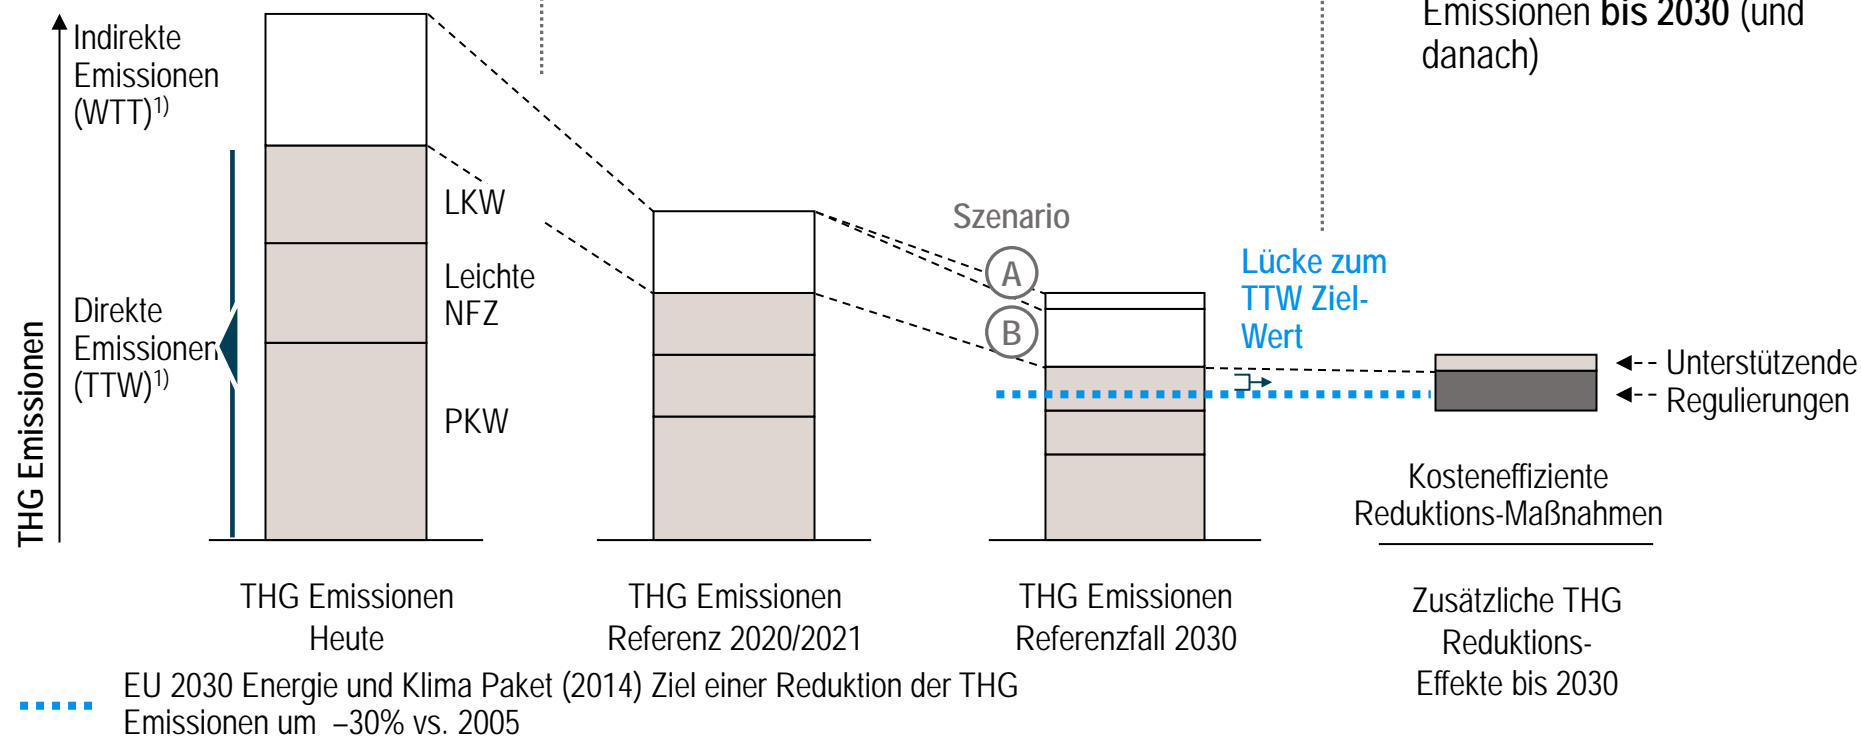 Emissionen bis 2030 (und
danach)
Indirekte
Emissionen
(WTT)1)
LKW
Leichte
NFZ
Direkte
Emissionen
(TTW)1)
PKW
THG Emissionen
Szenario
A
B
Lücke zum
TTW Ziel-
Wert
Unterstützende
Regulierungen
Kosteneffiziente
Reduktions-Maßnahmen
THG Emissionen
Heute
THG Emissionen
Referenz 2020/2021
THG Emissionen
Referenzfall 2030
Zusätzliche THG
Reduktions-
Effekte bis 2030
EU 2030 Energie und Klima Paket (2014) Ziel einer Reduktion der THG
Emissionen um –30% vs. 2005